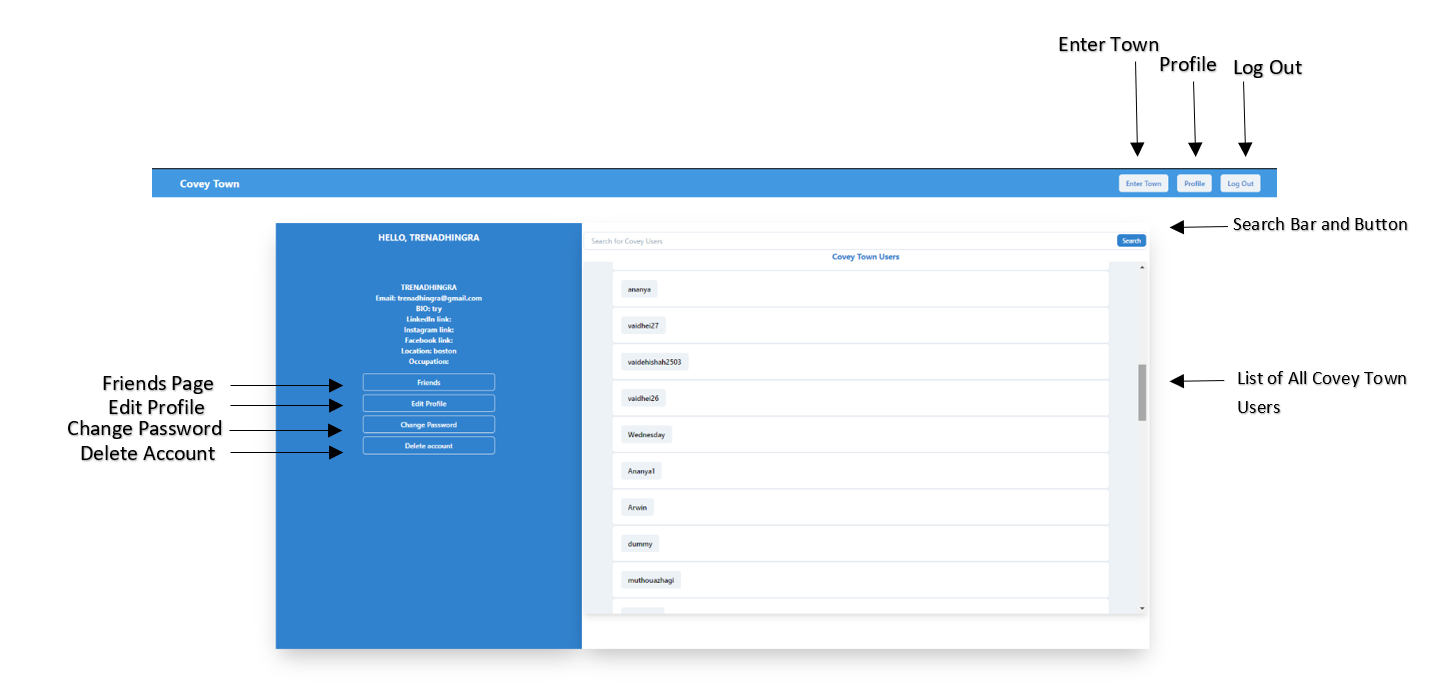 Enter Town
Profile
Log Out
Covey Town
Enter Town
Profile
Log Out
Search Bar and Button
HELLO, TRENADHINGRA
TRENADHINGRA
Email: trenadhingra@gmail.com
BIO: try
LinkedIn link:
Instagram link:
Facebook link:
Location: boston
Occupation:
Friends
Edit Profile
Change Password
Delete account
Friends Page
Edit Profile
Change Password
Delete Account
Search for Covey Users
Search
Covey Town Users
ananya
vaidhei27
vaidehishah2503
vaidhei26
Wednesday
Ananya1
Arwin
dummy
muthouazhagi
List of All Covey Town
Users